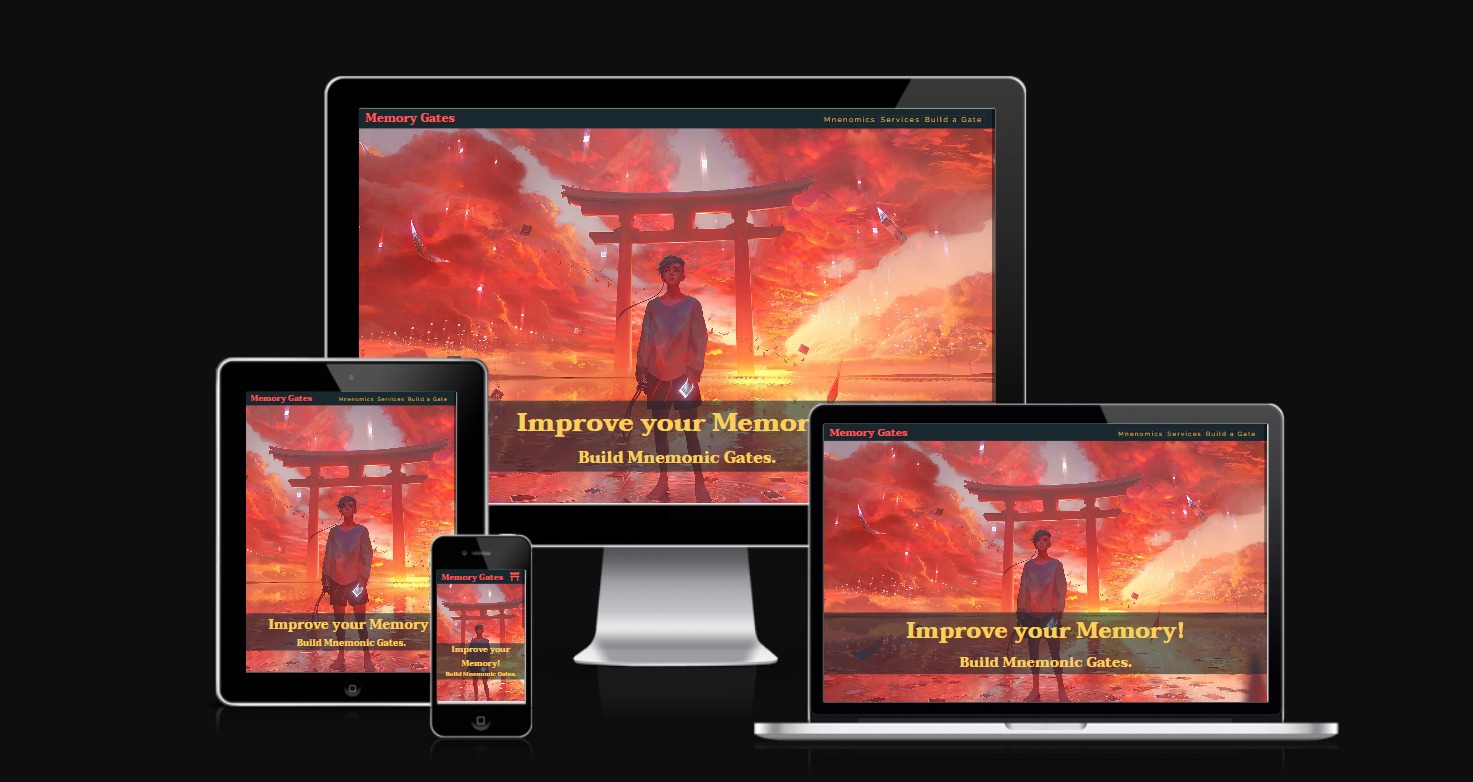 Memory Gates
Mnenomics Services Build a Gate
Improve your Memor
Build Mnemonic Gates.
Memory Gates
Mnenomics Services Build a Gate
Improve your Memory
Build Mnemonic Gates.
Memory Gates
Improve your
Memory!
Build Mnemonic Gates.
Memory Gates
Mnenomics Services Build a Gate
Improve your Memory!
Build Mnemonic Gates.